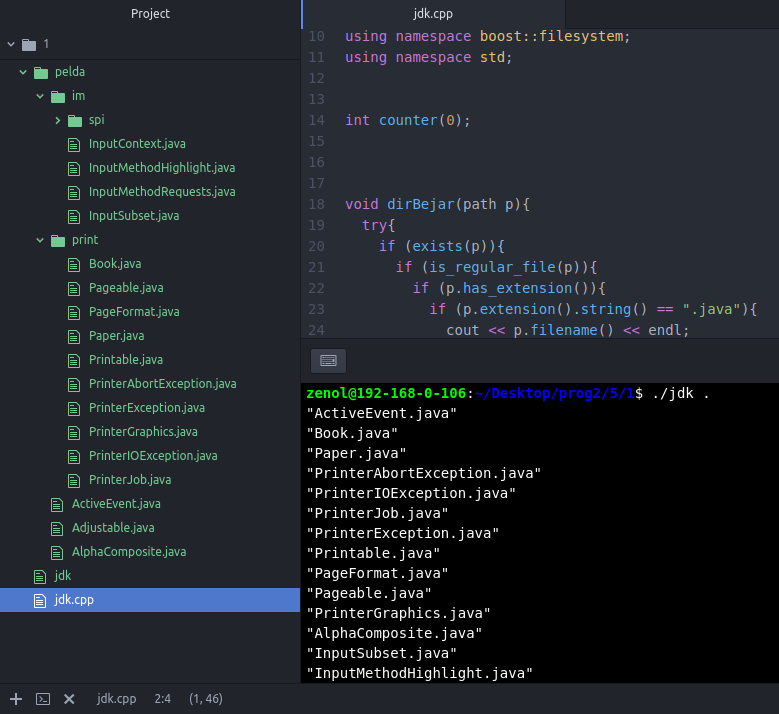 Project
1
pelda
im
spi
InputContext.java
InputMethodHighlight.java
InputMethodRequests.java
InputSubset.java
print
Book.java
Pageable.java
PageFormat.java
Paper.java
Printable.java
PrinterAbortException.java
PrinterException.java
PrinterGraphics.java
PrinterIOException.java
PrinterJob.java
ActiveEvent.java
Adjustable.java
AlphaComposite.java
jdk
jdk.cpp
jdk.cpp
10 using namespace boost::filesystem;
11 using namespace std;
12
13
14 int counter(0);
15
16
17
18 void dirBejar(path p){
19 try{
20 if (exists(p)){
21 if (is_regular_file(p)){
22 if (p.has_extension()){
23 if (p.extension().string() == ".java"){
24 cout << p.filename() << endl;
zenol@192-168-0-106:~/Desktop/prog2/5/1$ ./jdk .
"ActiveEvent.java"
"Book.java"
"Paper.java"
"PrinterAbortException.java"
"PrinterIOException.java"
"PrinterJob.java"
"PrinterException.java"
"Printable.java"
"PageFormat.java"
"Pageable.java"
"PrinterGraphics.java"
"AlphaComposite.java"
"InputSubset.java"
"InputMethodHighlight.java"
jdk.cpp 2:4 (1, 46)